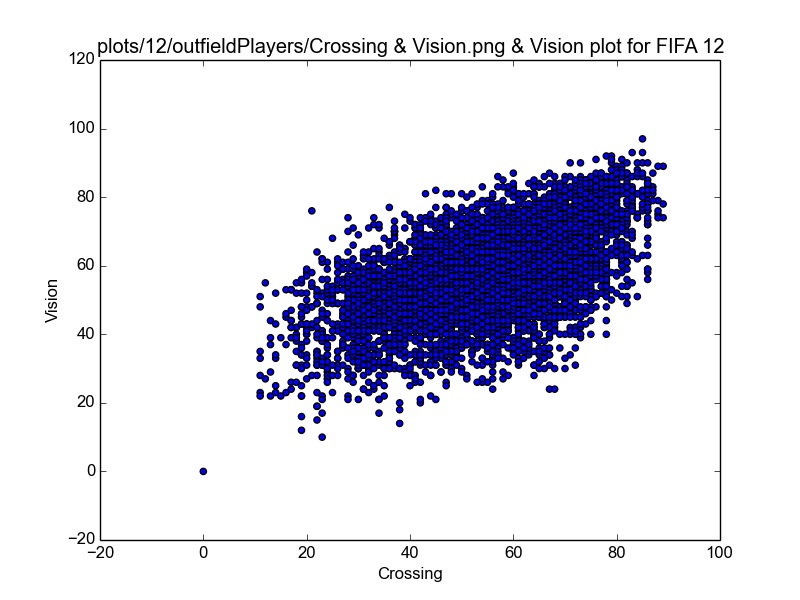 plots/12/outfieldPlayers/Crossing & Vision.png & Vision plot for FIFA 12
120
100
80
60
40
20
0
−20
Vision
−20 0 20 40 60 80 100
Crossing